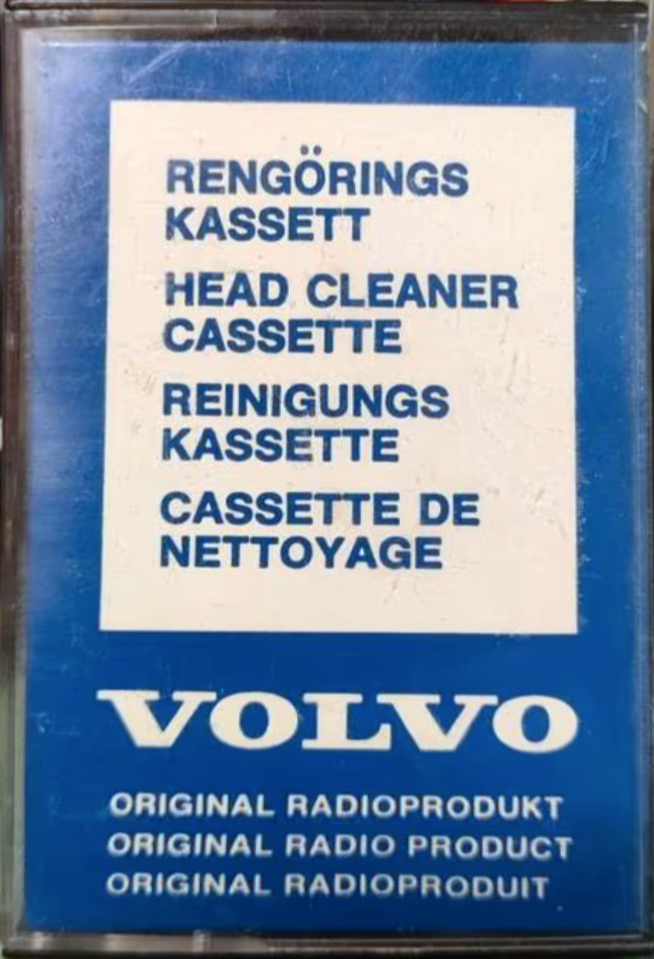 RENGÖRINGS
KASSETT
HEAD CLEANER
CASSETTE
REINIGUNGS
KASSETTE
CASSETTE DE
NETTOYAGE
VOLVO
ORIGINAL RADIOPRODUKT
ORIGINAL RADIO PRODUCT
ORIGINAL RADIOPRODUIT